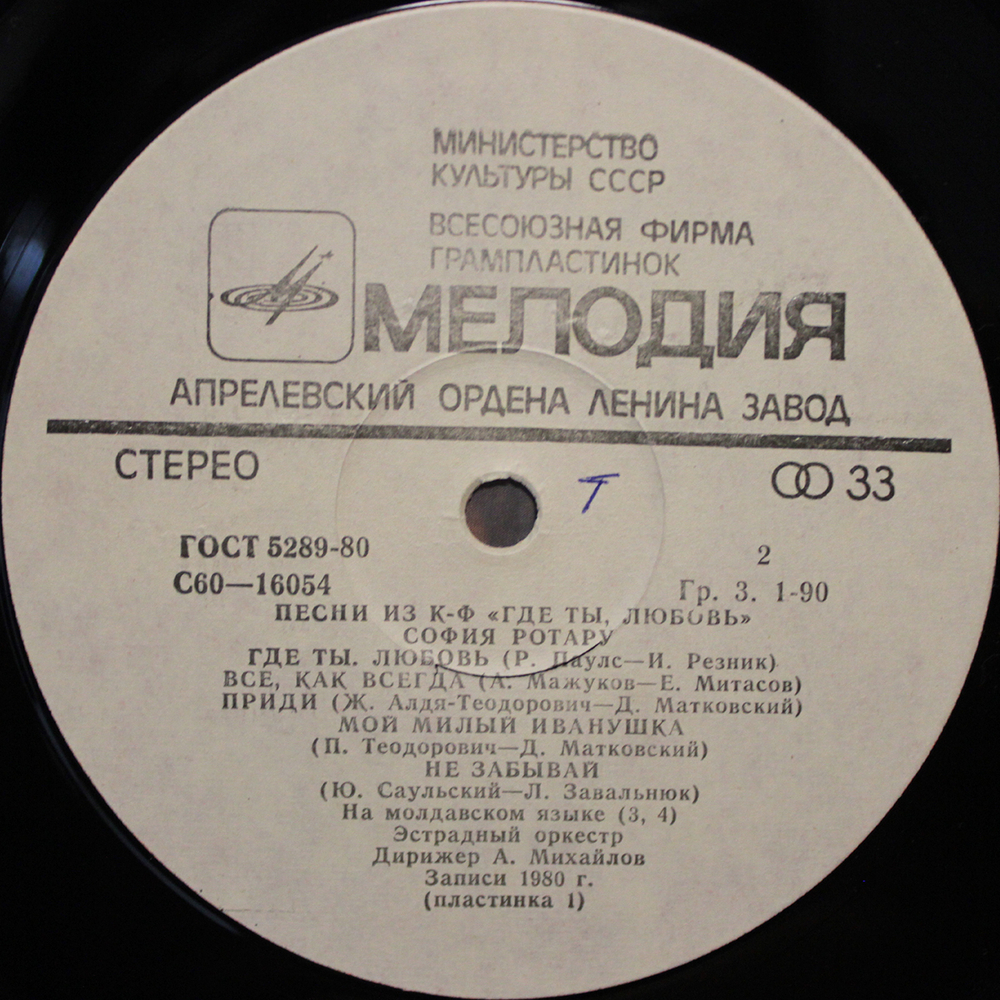 МИНИСТЕРСТВО
КУЛЬТУРЫ СССР
ВСЕСОЮЗНАЯ ФИРМА
ГРАМПЛАСТИНОК
МЕЛОДИЯ
АПРЕЛЕВСКИЙ ОРДЕНА ЛЕНИНА ЗАВОД
СТЕРЕО
33
Т
ГОСТ 5289-80
2
С60—16054
Гр. 3. 1-90
ПЕСНИ ИЗ К-Ф «ГДЕ ТЫ, ЛЮБОВЬ»
СОФИЯ РОТАРУ
ГДЕ ТЫ. ЛЮБОВЬ (Р. Паулс—И. Резник)
ВСЕ, КАК ВСЕГДА (А. Мажуков—Е. Митасов)
ПРИДИ (Ж. Алдя-Теодорович—Д. Матковский)
МОЙ МИЛЫЙ ИВАНУШКА
(П. Теодорович—Д. Матковский)
НЕ ЗАБЫВАЙ
(Ю. Саульский—Л. Завальнюк)
На молдавском языке (3, 4)
Эстрадный оркестр
Дирижер А. Михайлов
Записи 1980 г.
(пластинка 1)